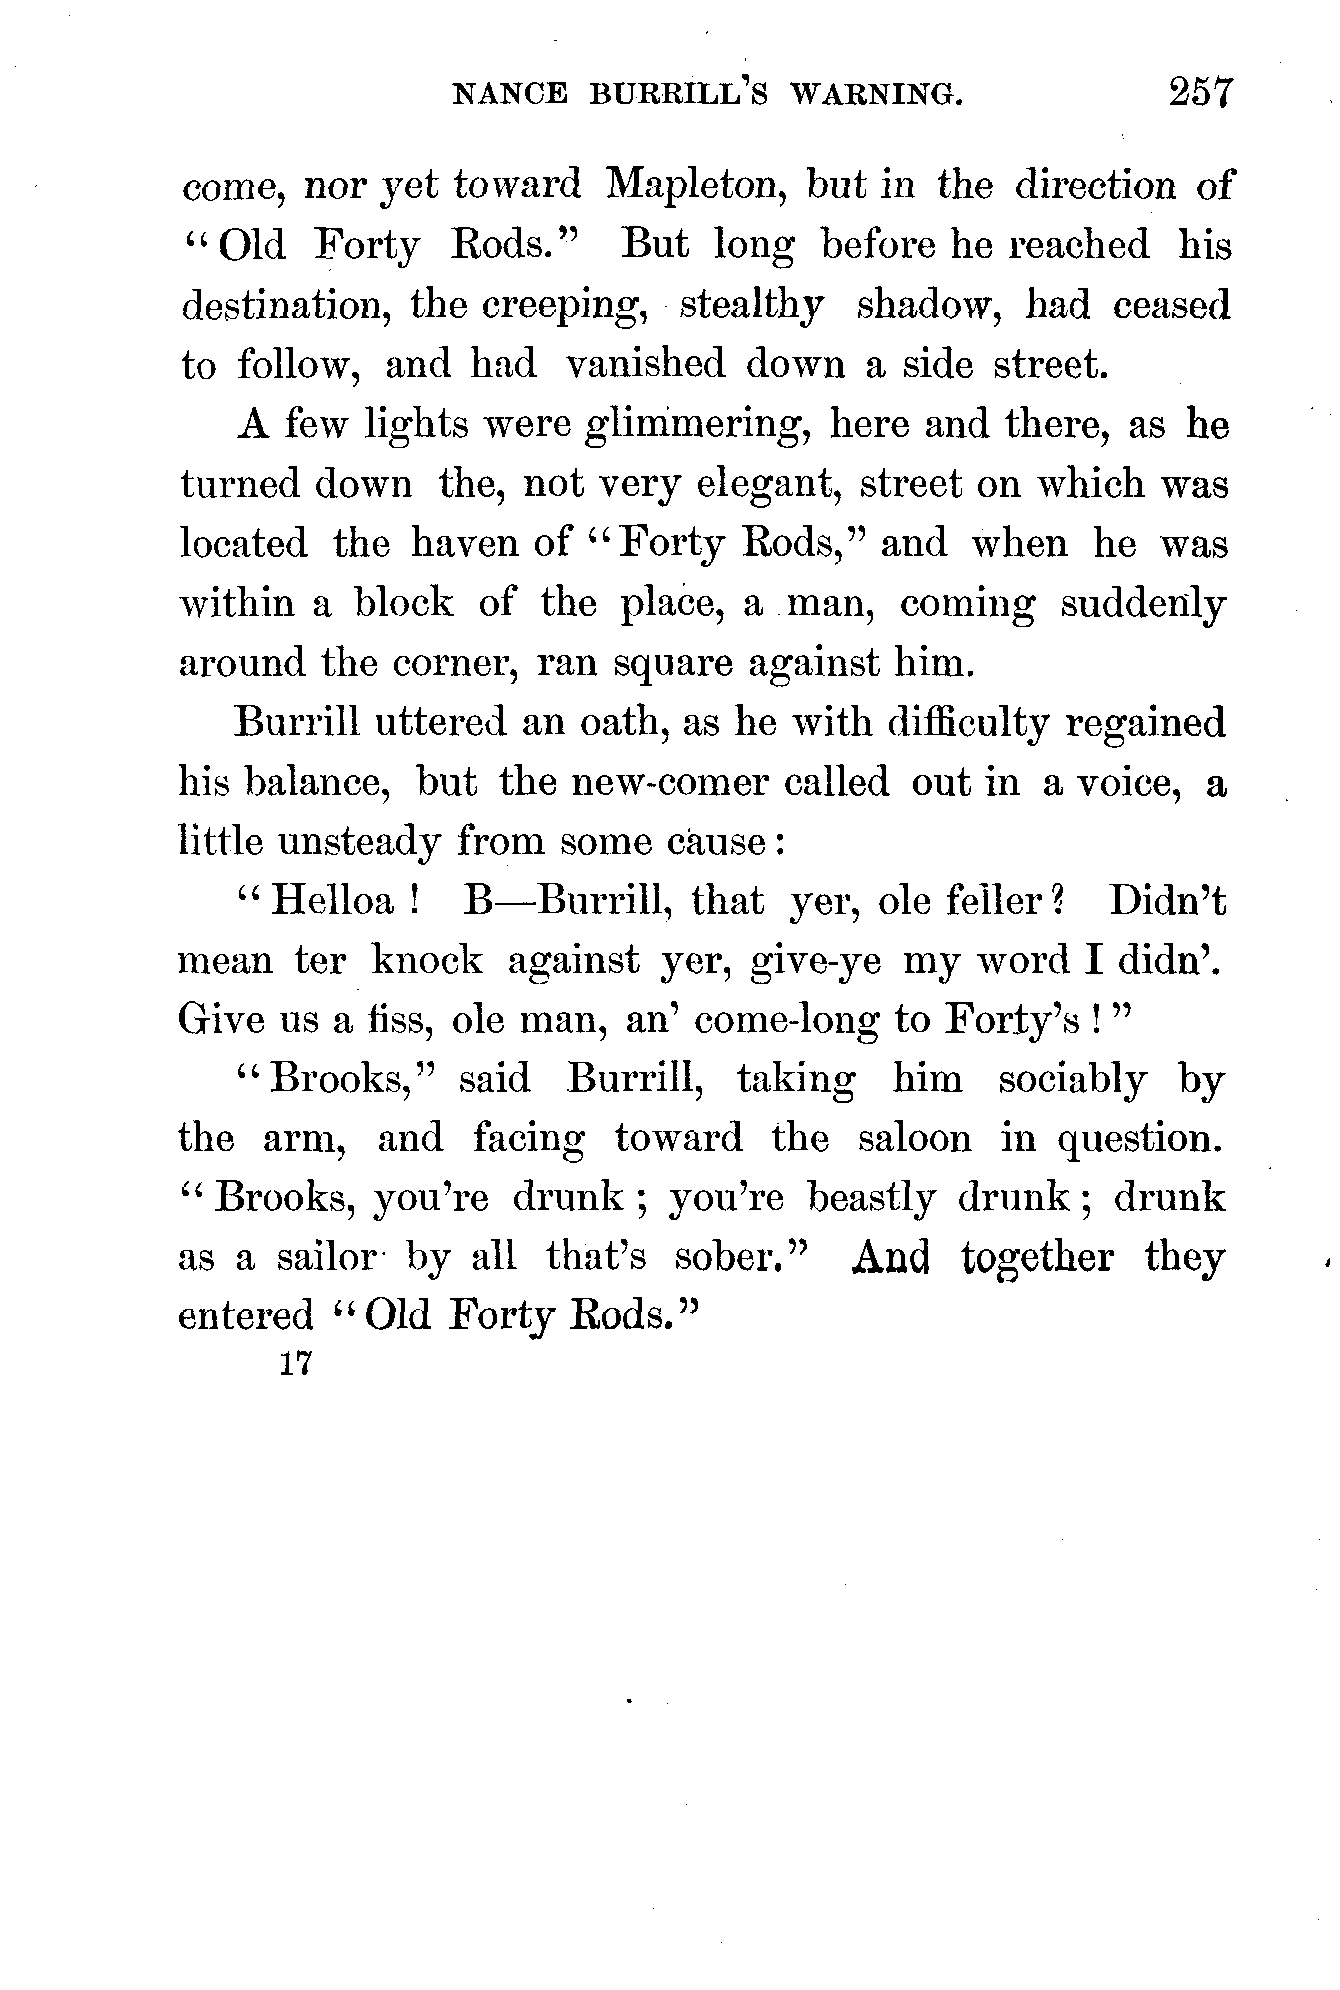 NANCE BURRILL'S WARNING. 257
come, nor yet toward Mapleton, but in the direction of
"Old Forty Rods." But long before he reached his
destination, the creeping, stealthy shadow, had ceased
to follow, and had vanished down a side street.
A few lights were glimmering, here and there, as he
turned down the, not very elegant, street on which was
located the haven of "Forty Rods," and when he was
within a block of the place, a man, coming suddenly
around the corner, ran square against him.
Burrill uttered an oath, as he with difficulty regained
his balance, but the new-comer called out in a voice, a
little unsteady from some cause:
"Helloa! B—Burrill, that yer, ole feller? Didn't
mean ter knock against yer, give-ye my word I didn'.
Give us a fiss, ole man, an' come-long to Forty's!"
"Brooks," said Burrill, taking him sociably by
the arm, and facing toward the saloon in question.
"Brooks, you're drunk; you're beastly drunk; drunk
as a sailor by all that's sober." And together they
entered "Old Forty Rods."
17